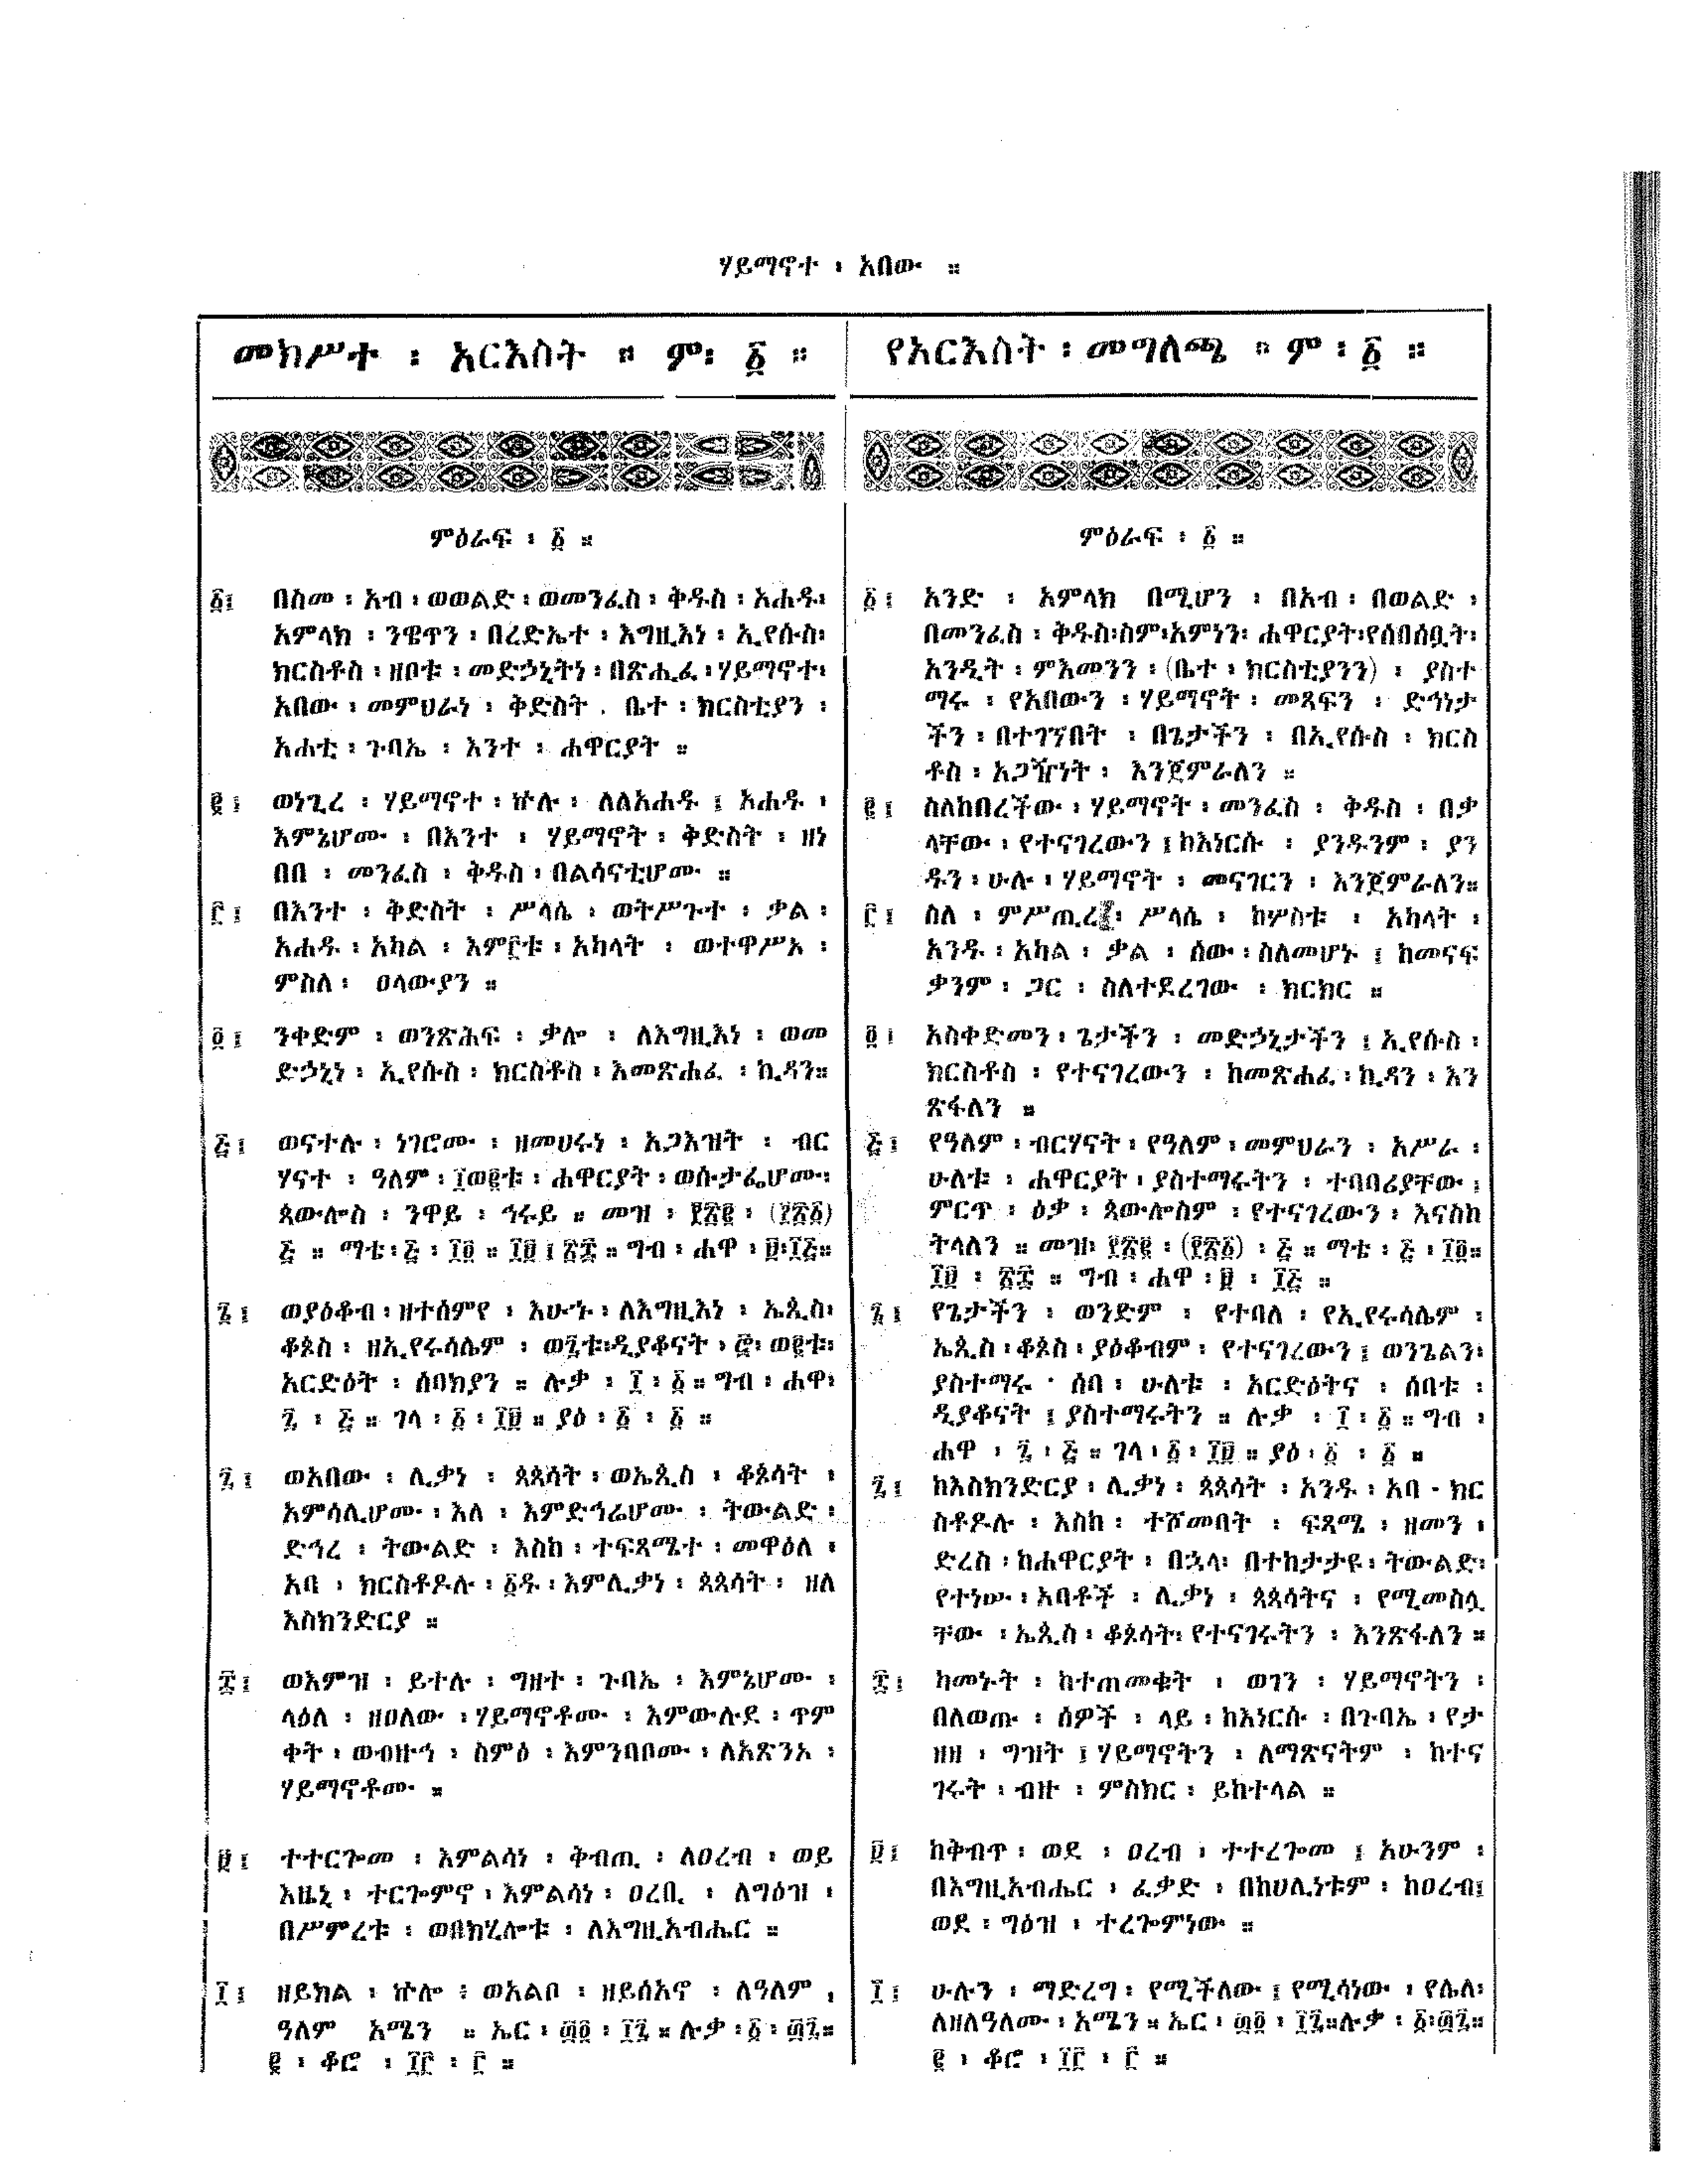 ሃይማኖተ ፡ አበው ።
መክሥተ ፡ አርእስት ። ም፡ ፩ ።
ምዕራፍ ፡ ፩ ።
፩፤ በስመ ፡ አብ ፡ ወወልድ ፡ ወመንፈስ ፡ ቅዱስ ፡ አሐዱ፡
አምላክ ፡ ንዌጥን ፡ በረድኤተ ፡ እግዚእነ ፡ ኢየሱስ፡
ክርስቶስ ፡ ዘቦቱ ፡ መድኃኒትነ ፡ በጽሒፈ ፡ ሃይማኖተ፡
አበው ፡ መምህራነ ፡ ቅድስት . ቤተ ፡ ክርስቲያን ፡
አሐቲ ፡ ጉባኤ ፡ እንተ ፡ ሐዋርያት ።
፪፤ ወነጊረ ፡ ሃይማኖተ ፡ ኵሉ ፡ ለለአሐዱ ፤ አሐዱ ፡
እምኔሆሙ ፡ በእንተ ፡ ሃይማኖት ፡ ቅድስት ፡ ዘነ
በበ ፡ መንፈስ ፡ ቅዱስ ፡ በልሳናቲሆሙ ።
፫፤ በእንተ ፡ ቅድስት ፡ ሥላሴ ፡ ወትሥጉተ ፡ ቃል ፡
አሐዱ ፡ አካል ፡ እም፫ቱ ፡ አካላት ፡ ወተዋሥአ ፡
ምስለ ፡ ዐላውያን ።
፬፤ ንቀድም ፡ ወንጽሕፍ ፡ ቃሎ ፡ ለእግዚእነ ፡ ወመ
ድኃኒነ ፡ ኢየሱስ ፡ ክርስቶስ ፡ እመጽሐፈ ፡ ኪዳን።
፭፤ ወናተሉ ፡ ነገሮሙ ፡ ዘመሀሩነ ፡ አጋእዝት ፡ ብር
ሃናተ ፡ ዓለም ፡ ፲ወ፪ቱ ፡ ሐዋርያት ፡ ወሱታፌሆሙ፡
ጳውሎስ ፡ ንዋይ ፡ ኅሩይ ። መዝ ፡ ፻፳፪ ፡ (፻፳፩)
፭ ። ማቴ፡ ፭ ፡ ፲፬ ። ፲፱ ፤ ፳፰ ። ግብ ፡ ሐዋ ፡ ፱፡፲፭።
፮፤ ወያዕቆብ ፡ ዘተሰምየ ፡ እሁኁ ፡ ለእግዚእነ ፡ ኤጲስ፡
ቆጶስ ፡ ዘኢየሩሳሌም ፡ ወ፯ቱ፡ዲያቆናት ፡ ፸፡ ወ፪ቱ፡
አርድዕት ፡ ሰባክያን ። ሉቃ ፡ ፲ ፡ ፩ ። ግብ ፡ ሐዋ፡
፮ ፡ ፭ ። ገላ ፡ ፩ ፡ ፲፱ ። ያዕ ፡ ፩ ፡ ፩ ።
፯፤ ወአበው ፡ ሊቃነ ፡ ጳጳሳት ፡ ወኤጲስ ፡ ቆጶሳት ፡
አምሳሊሆሙ ፡ እለ ፡ እምድኅሬሆሙ ፡ ትውልድ ፡
ድኅረ ፡ ትውልድ ፡ እስከ ፡ ተፍጻሜተ ፡ መዋዕለ ፡
አባ ፡ ክርስቶዶሉ ፡ ፩ዱ ፡ እምሊቃነ ፡ ጳጳሳት ፡ ዘለ
እስክንድርያ ።
፰፤ ወእምዝ ፡ ይተሉ ፡ ግዘተ ፡ ጉባኤ ፡ እምኔሆሙ ፡
ላዕለ ፡ ዘዐለው ፡ ሃይማኖቶሙ ፡ እምውሉደ ፡ ጥም
ቀት ፡ ወብዙኅ ፡ ስምዕ ፡ እምንባቦሙ ፡ ለአጽንአ ፡
ሃይማኖቶሙ ።
፱፤ ተተርጐመ ፡ እምልሳነ ፡ ቅብጢ ፡ ለዐረብ ፡ ወይ
እዜኒ ፡ ተርጐምኖ ፡ እምልሳነ ፡ ዐረቢ ፡ ለግዕዝ ፡
በሥምረቱ ፡ ወበክሂሎቱ ፡ ለእግዚአብሔር ።
፲፤ ዘይክል ፡ ኵሎ ፡ ወአልቦ ፡ ዘይሰአኖ ፡ ለዓለም ፡
ዓለም አሜን ። ኤር ፡ ፴፪ ፡ ፲፯ ። ሉቃ ፡ ፩ ፡ ፴፯።
፪ ፡ ቆሮ ፡ ፲፫ ፡ ፫ ።
የአርእስት ፡ መግለጫ ። ም ፡ ፩ ።
ምዕራፍ ፡ ፩ ።
፩፤ አንድ ፡ አምላክ በሚሆን ፡ በአብ ፡ በወልድ ፡
በመንፈስ ፡ ቅዱስ፡ስም፡አምነን፡ ሐዋርያት፡የሰበሰቧት፡
አንዲት ፡ ምእመንን ፡ (ቤተ ፡ ክርስቲያንን) ፡ ያስተ
ማሩ ፡ የአበውን ፡ ሃይማኖት ፡ መጻፍን ፡ ድኅነታ
ችን ፡ በተገኘበት ፡ በጌታችን ፡ በኢየሱስ ፡ ክርስ
ቶስ ፡ አጋዥነት ፡ እንጀምራለን ።
፪፤ ስለከበረችው ፡ ሃይማኖት ፡ መንፈስ ፡ ቅዱስ ፡ በቃ
ላቸው ፡ የተናገረውን ፤ ከእነርሱ ፡ ያንዱንም ፡ ያን
ዱን ፡ ሁሉ ፡ ሃይማኖት ፡ መናገርን ፡ እንጀምራለን።
፫፤ ስለ ፡ ሥላሴ ፡ ከሦስቱ ፡ አካላት ፡
አንዱ ፡ አካል ፡ ቃል ፡ ሰው ፡ ስለመሆኑ ፤ ከመናፍ
ቃንም ፡ ጋር ፡ ስለተደረገው ፡ ክርክር ።
፬፤ አስቀድመን ፡ ጌታችን ፡ መድኃኒታችን ፤ ኢየሱስ ፡
ክርስቶስ ፡ የተናገረውን ፡ ከመጽሐፈ ፡ ኪዳን ፡ እን
ጽፋለን ።
፭፤ የዓለም ፡ ብርሃናት ፡ የዓለም ፡ መምህራን ፡ አሥራ ፡
ሁለቱ ፡ ሐዋርያት ፡ ያስተማሩትን ፡ ተባባሪያቸው ፤
ምርጥ ፡ ዕቃ ፡ ጳውሎስም ፡ የተናገረውን ፡ እናስከ
ትላለን ። መዝ፡ ፻፳፪ ፡ (፻፳፩) ፡ ፭ ። ማቴ ፡ ፭ ፡ ፲፬።
፲፱ ፡ ፳፰ ። ግብ ፡ ሐዋ ፡ ፱ ፡ ፲፭ ።
፮፤ የጌታችን ፡ ወንድም ፡ የተባለ ፡ የኢየሩሳሌም ፡
ኤጲስ ፡ ቆጶስ ፡ ያዕቆብም ፡ የተናገረውን ፤ ወንጌልን፡
ያስተማሩ ፡ ሰባ ፡ ሁለቱ ፡ አርድዕትና ፡ ሰባቱ ፡
ዲያቆናት ፤ ያስተማሩትን ። ሉቃ ፡ ፲ ፡ ፩ ። ግብ ፡
ሐዋ ፡ ፮ ፡ ፭ ። ገላ ፡ ፩ ፡ ፲፱ ። ያዕ ፡ ፩ ፡ ፩ ።
፯፤ ከእስክንድርያ ፡ ሊቃነ ፡ ጳጳሳት ፡ አንዱ ፡ አባ ፡ ክር
ስቶዶሉ ፡ እስከ ፡ ተሾመበት ፡ ፍጻሜ ፡ ዘመን ፡
ድረስ ፡ ከሐዋርያት ፡ በኋላ፡ በተከታታዩ ፡ ትውልድ፡
የተነሡ ፡ አባቶች ፡ ሊቃነ ፡ ጳጳሳትና ፡ የሚመስሏ
ቸው ፡ ኤጲስ ፡ ቆጶሳት፡ የተናገሩትን ፡ እንጽፋለን ።
፰፤ ካመኑት ፡ ከተጠመቁት ፡ ወገን ፡ ሃይማኖትን ፡
በለወጡ ፡ ሰዎች ፡ ላይ ፡ ከእነርሱ ፡ በጉባኤ ፡ የታ
ዘዘ ፡ ግዝት ፤ ሃይማኖትን ፡ ለማጽናትም ፡ ከተና
ገሩት ፡ ብዙ ፡ ምስክር ፡ ይከተላል ።
፱፤ ከቅብጥ ፡ ወደ ፡ ዐረብ ፡ ተተረጐመ ፤ አሁንም ፡
በእግዚአብሔር ፡ ፈቃድ ፡ በከሀሊነቱም ፡ ከዐረብ፤
ወደ ፡ ግዕዝ ፡ ተረጐምነው ።
፲፤ ሁሉን ፡ ማድረግ ፡ የሚችለው ፤ የሚሳነው ፡ የሌለ፡
ለዘለዓለሙ ፡ አሜን ። ኤር ፡ ፴፪ ፡ ፲፯።ሉቃ ፡ ፩፡፴፯።
፪ ፡ ቆሮ ፡ ፲፫ ፡ ፫ ።